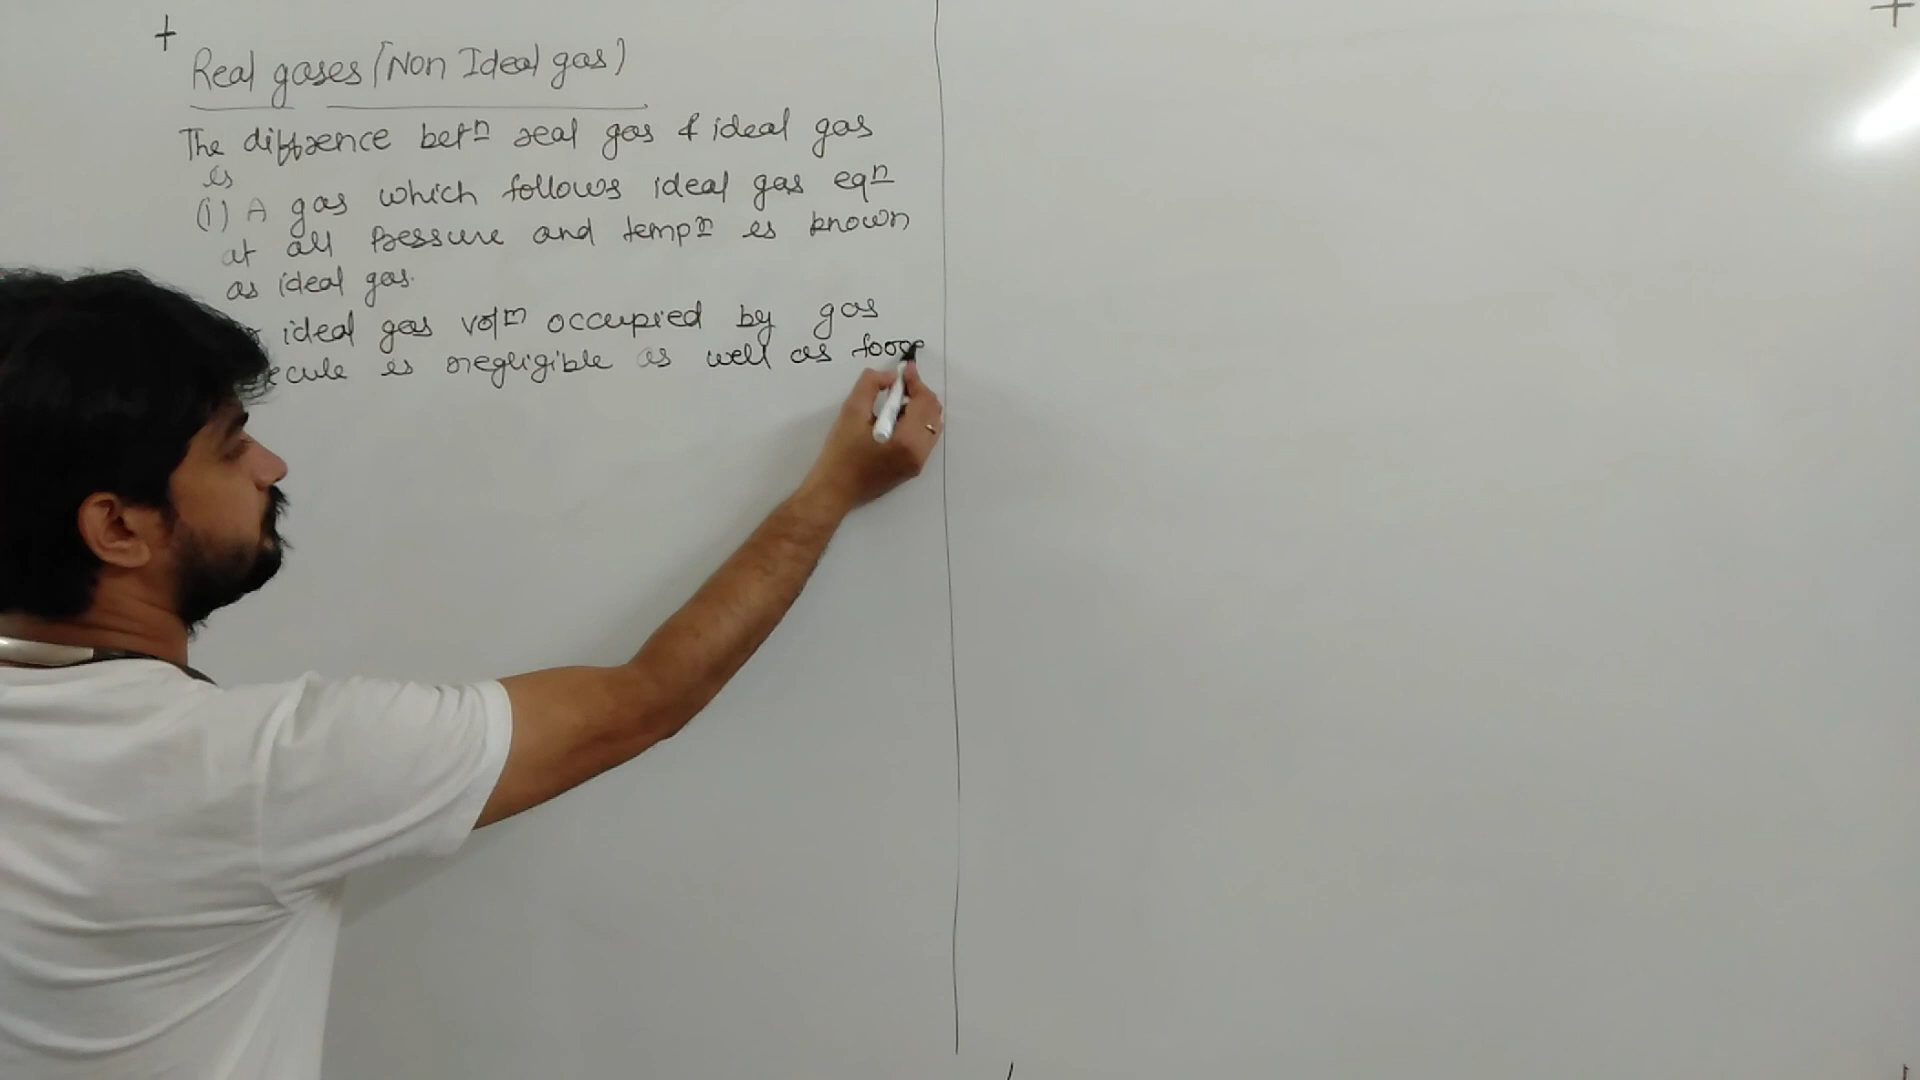 Real gases (Non Ideal gas)
The diffrence betn real gas & ideal gas
is
(i) A gas which follows ideal gas eqn
at all Pressure and tempr is known
as ideal gas.
ideal gas volm occupied by gas
ecule is negligible as well as force